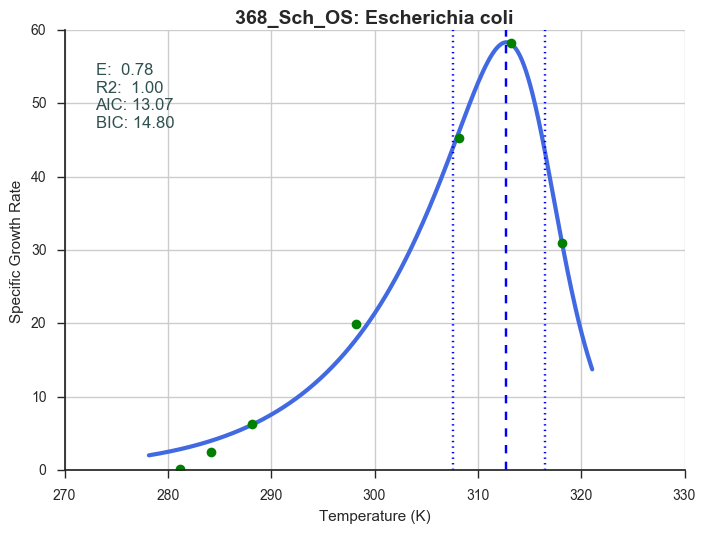 368_Sch_OS: Escherichia coli
E: 0.78
R2: 1.00
AIC: 13.07
BIC: 14.80
Specific Growth Rate
60
50
40
30
20
10
0
270 280 290 300 310 320 330
Temperature (K)